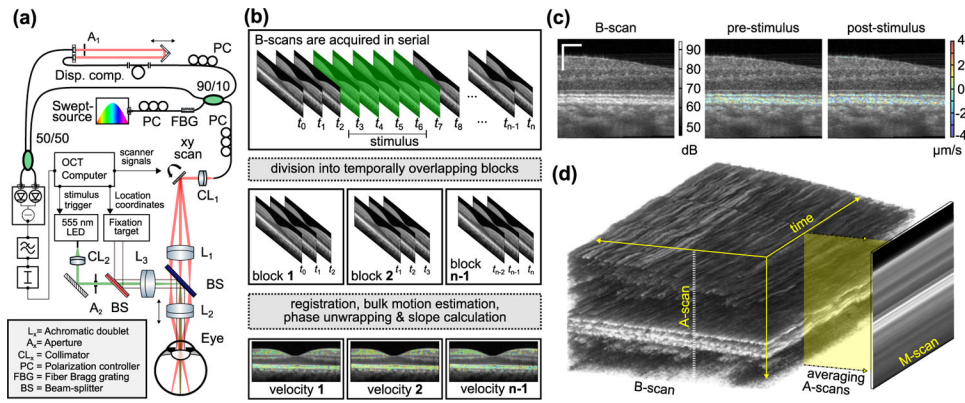 (a)
A1
PC
Disp. comp.
90/10
Swept-
source
PC
FBG
PC
50/50
xy
scan
scanner
signals
OCT
Computer
CL1
stimulus
trigger
Location
coordinates
555 nm
LED
Fixation
target
CL2
L3
L1
A2
BS
BS
L2
Eye
Lx= Achromatic doublet
Ax= Aperture
CLx = Collimator
PC = Polarization controller
FBG = Fiber Bragg grating
BS = Beam-splitter
(b)
B-scans are acquired in serial
... ...
t0 t1 t2 t3 t4 t5 t6 t7 t8 tn-1 tn
stimulus
division into temporally overlapping blocks
...
t0 t1 t2
block 1
t1 t2 t3
block 2
tn-2 tn-1 tn
block
n-1
registration, bulk motion estimation,
phase unwrapping & slope calculation
...
velocity 1 velocity 2 velocity n-1
(c)
B-scan pre-stimulus post-stimulus
90
80
70
60
50
dB
4
2
0
-2
-4
μm/s
(d)
time
A-scan
B-scan
averaging
A-scans
M-scan